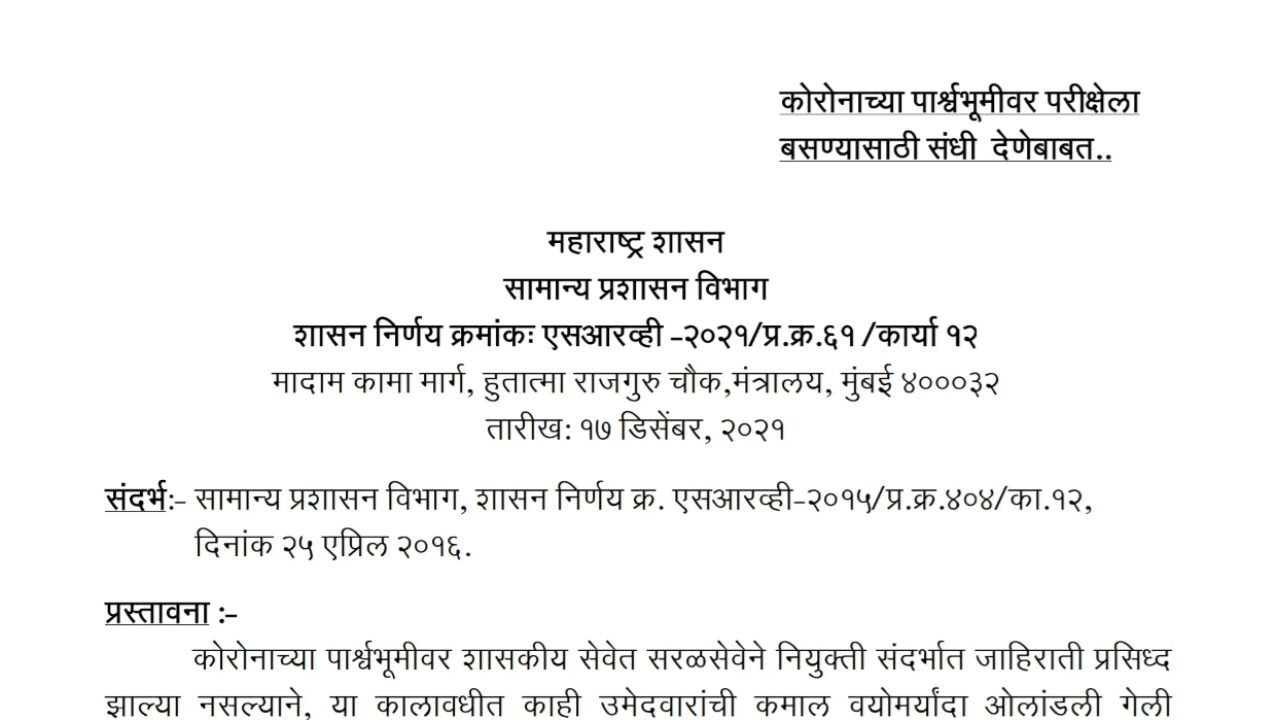 कोरोनाच्या पार्श्वभूमीवर परीक्षेला
बसण्यासाठी संधी देणेबाबत..
महाराष्ट्र शासन
सामान्य प्रशासन विभाग
शासन निर्णय क्रमांकः एसआरव्ही -२०२१/प्र.क्र.६१ /कार्या १२
मादाम कामा मार्ग, हुतात्मा राजगुरु चौक,मंत्रालय, मुंबई ४०००३२
तारीख: १७ डिसेंबर, २०२१
संदर्भ:- सामान्य प्रशासन विभाग, शासन निर्णय क्र. एसआरव्ही-२०१५/प्र.क्र.४०४/का.१२,
दिनांक २५ एप्रिल २०१६.
प्रस्तावना :-
कोरोनाच्या पार्श्वभूमीवर शासकीय सेवेत सरळसेवेने नियुक्ती संदर्भात जाहिराती प्रसिध्द
झाल्या नसल्याने, या कालावधीत काही उमेदवारांची कमाल वयोमर्यांदा ओलांडली गेली